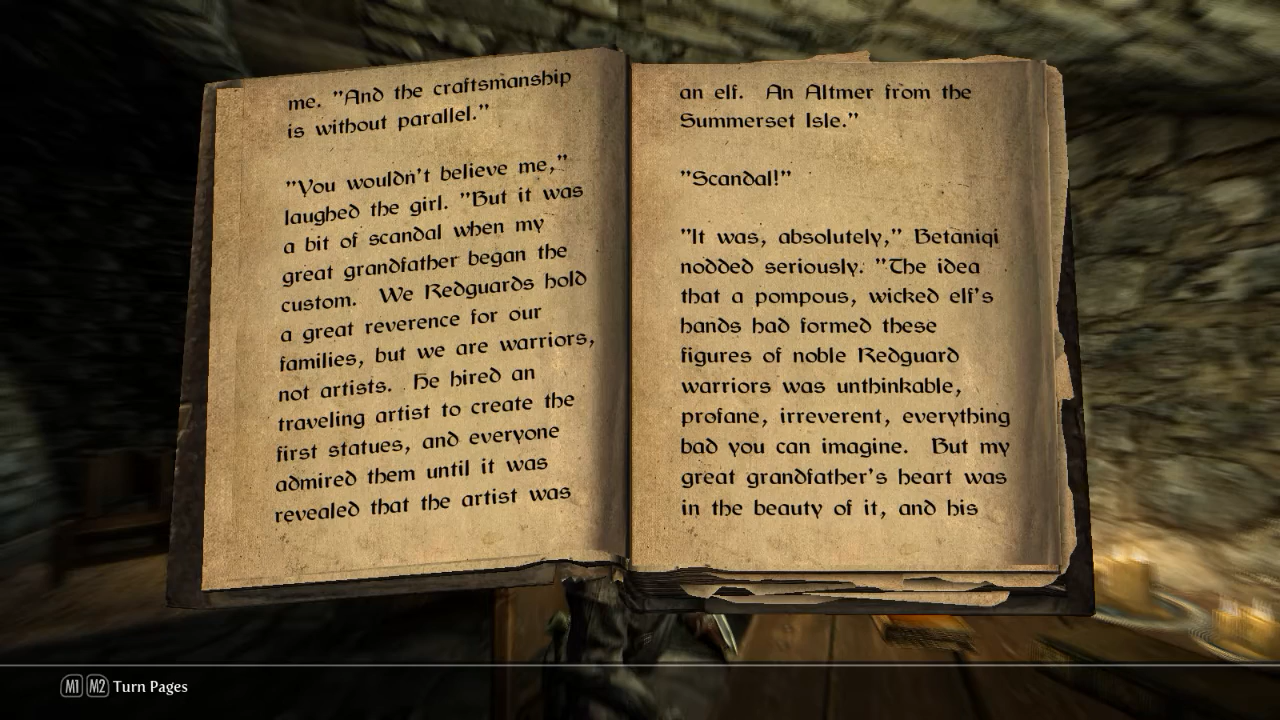 me. "And the craftsmanship
is without parallel."
"You wouldn't believe me,"
laughed the girl. "But it was
a bit of scandal when my
great grandfather began the
custom. We Redguards hold
a great reverence for our
families, but we are warriors,
not artists. He hired an
traveling artist to create the
first statues, and everyone
admired them until it was
revealed that the artist was
an elf. An Altmer from the
Summerset Isle."
"Scandal!"
"It was, absolutely," Betaniqi
nodded seriously. "The idea
that a pompous, wicked elf's
hands had formed these
figures of noble Redguard
warriors was unthinkable,
profane, irreverent, everything
bad you can imagine. But my
great grandfather's heart was
in the beauty of it, and his
M1 M2 Turn Pages